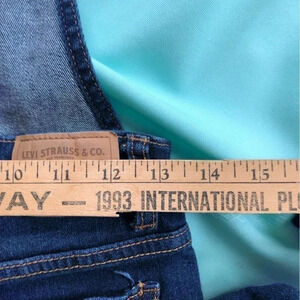 LEVI STRAUSS & CO.
10 11 12 13 14 15
WAY — 1993 INTERNATIONAL PL